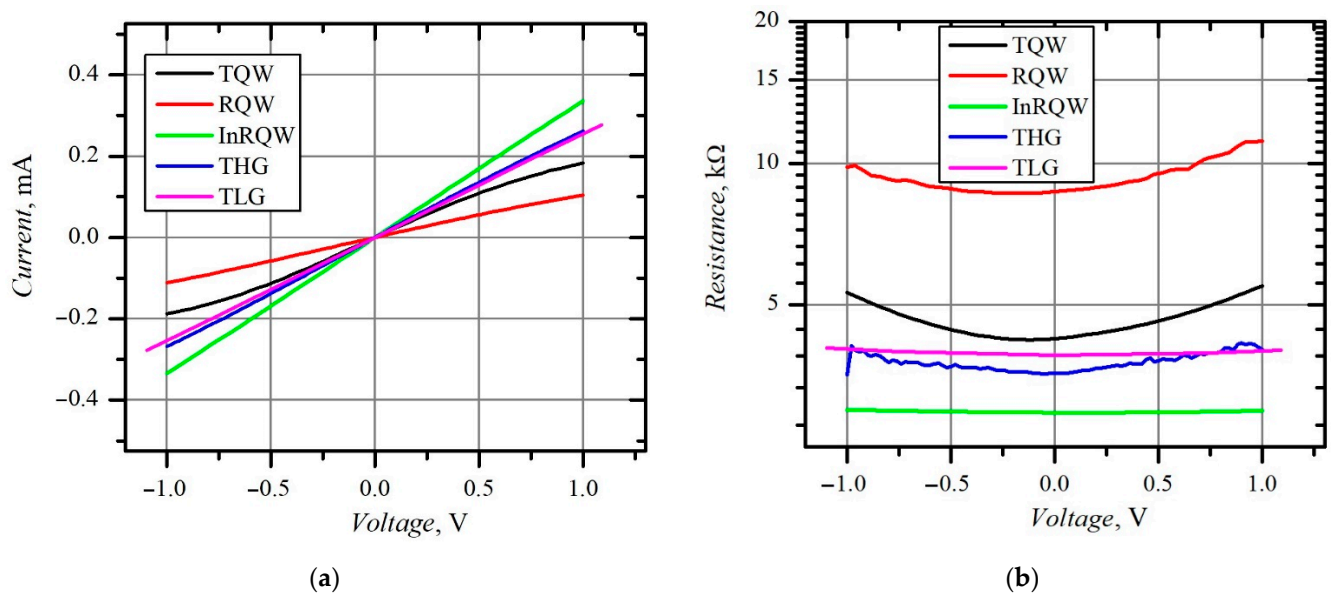 TQW
RQW
InRQW
THG
TLG
0.4
0.2
0.0
−0.2
−0.4
Current, mA
−1.0 −0.5 0.0 0.5 1.0
Voltage, V
(a)
TQW
RQW
InRQW
THG
TLG
20
15
10
5
Resistance, kΩ
−1.0 −0.5 0.0 0.5 1.0
Voltage, V
(b)